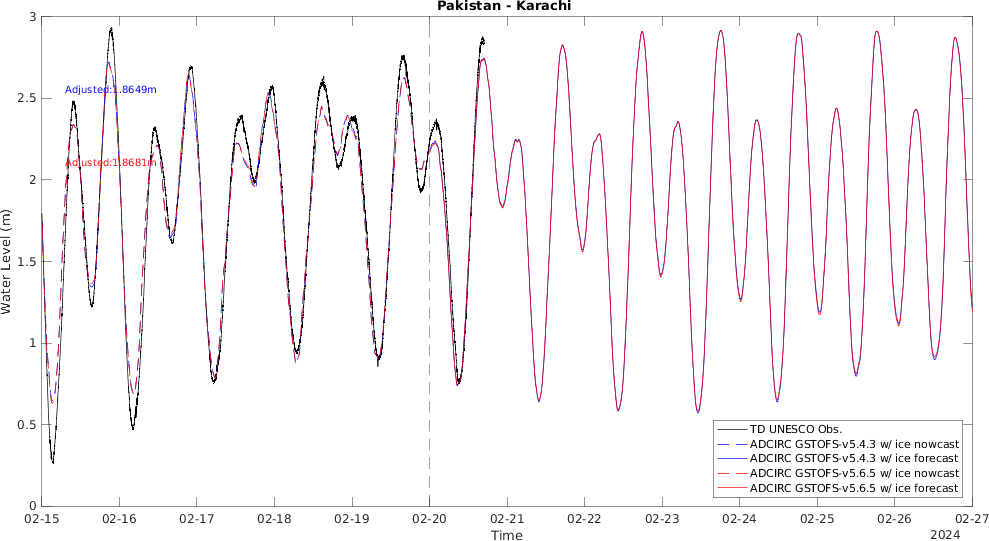 Pakistan - Karachi
3
2.5
2
1.5
1
0.5
0
Water Level (m)
Adjusted:1.8649m
Adjusted:1.8681m
TD UNESCO Obs.
ADCIRC GSTOFS-v5.4.3 w/ ice nowcast
ADCIRC GSTOFS-v5.4.3 w/ ice forecast
ADCIRC GSTOFS-v5.6.5 w/ ice nowcast
ADCIRC GSTOFS-v5.6.5 w/ ice forecast
02-15 02-16 02-17 02-18 02-19 02-20 02-21 02-22 02-23 02-24 02-25 02-26 02-27
Time
2024